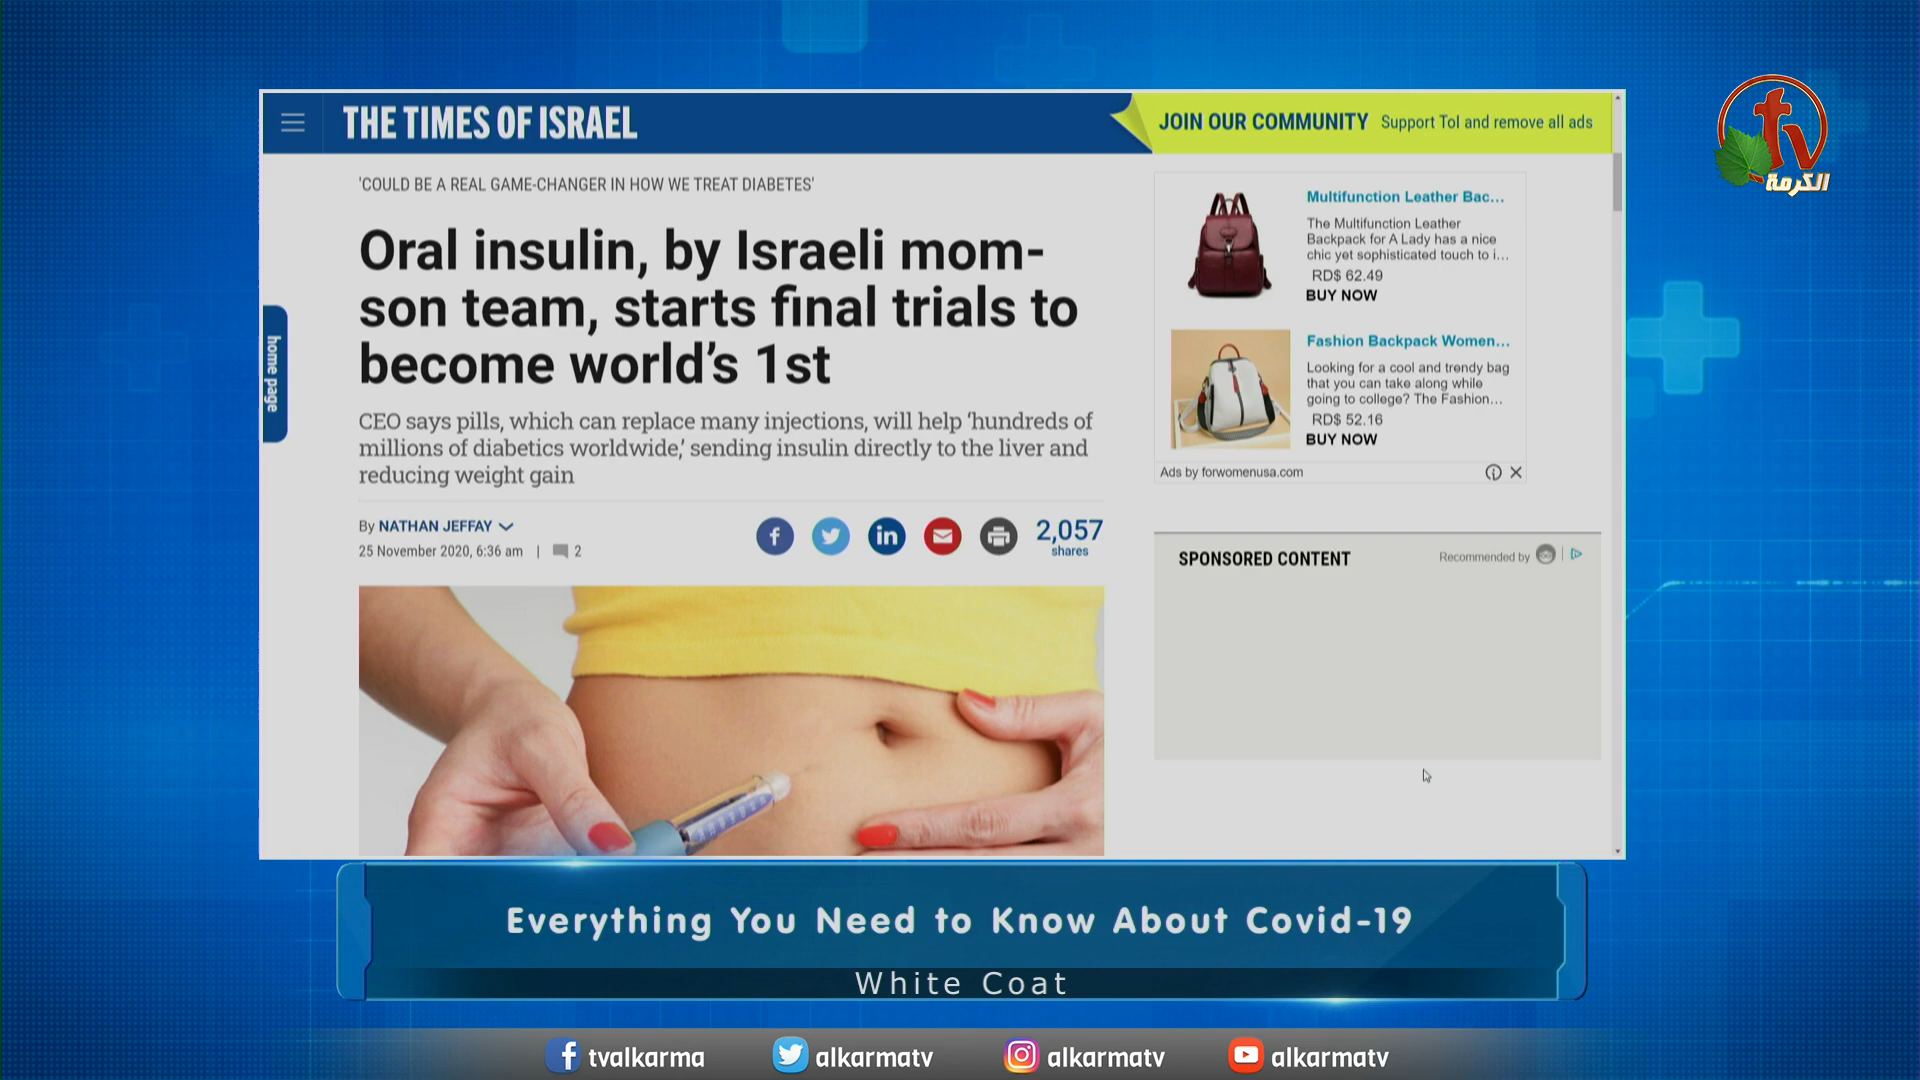 THE TIMES OF ISRAEL
JOIN OUR COMMUNITY Support ToI and remove all ads
tv
الكرمة
'COULD BE A REAL GAME-CHANGER IN HOW WE TREAT DIABETES'
Oral insulin, by Israeli mom-
son team, starts final trials to
become world's 1st
CEO says pills, which can replace many injections, will help 'hundreds of
millions of diabetics worldwide,' sending insulin directly to the liver and
reducing weight gain
By NATHAN JEFFAY
25 November 2020, 6:36 am | 2
2,057
shares
home page
Multifunction Leather Bac...
The Multifunction Leather
Backpack for A Lady has a nice
chic yet sophisticated touch to i...
RD$ 62.49
BUY NOW
Fashion Backpack Women...
Looking for a cool and trendy bag
that you can take along while
going to college? The Fashion...
RD$ 52.16
BUY NOW
Ads by forwomenusa.com
SPONSORED CONTENT
Recommended by
Everything You Need to Know About Covid-19
White Coat
tvalkarma alkarmatv alkarmatv alkarmatv